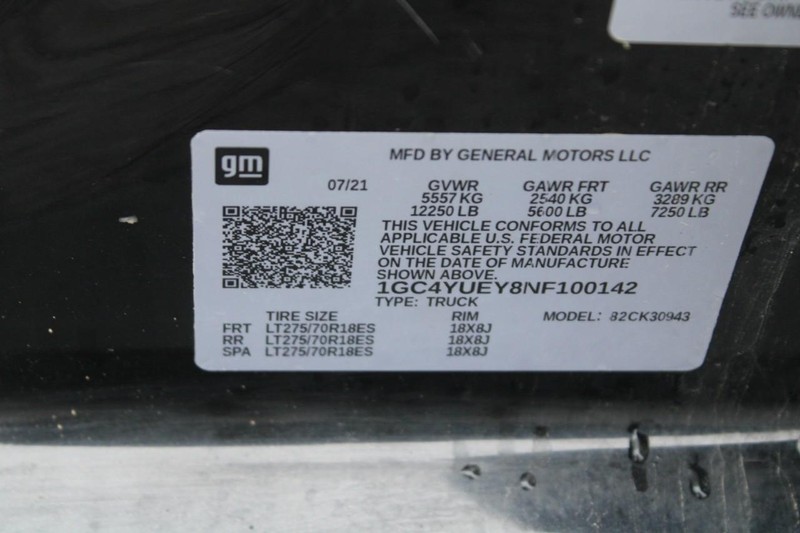 SEE OWN
gm
MFD BY GENERAL MOTORS LLC
07/21 GVWR GAWR FRT GAWR RR
5557 KG 2540 KG 3289 KG
12250 LB 5600 LB 7250 LB
THIS VEHICLE CONFORMS TO ALL
APPLICABLE U.S. FEDERAL MOTOR
VEHICLE SAFETY STANDARDS IN EFFECT
ON THE DATE OF MANUFACTURE
SHOWN ABOVE.
1GC4YUEY8NF100142
TYPE: TRUCK
TIRE SIZE RIM MODEL: 82CK30943
FRT LT275/70R18ES 18X8J
RR LT275/70R18ES 18X8J
SPA LT275/70R18ES 18X8J